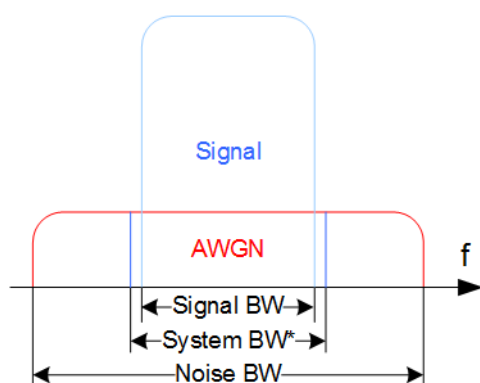 Signal
AWGN
f
Signal BW
System BW*
Noise BW